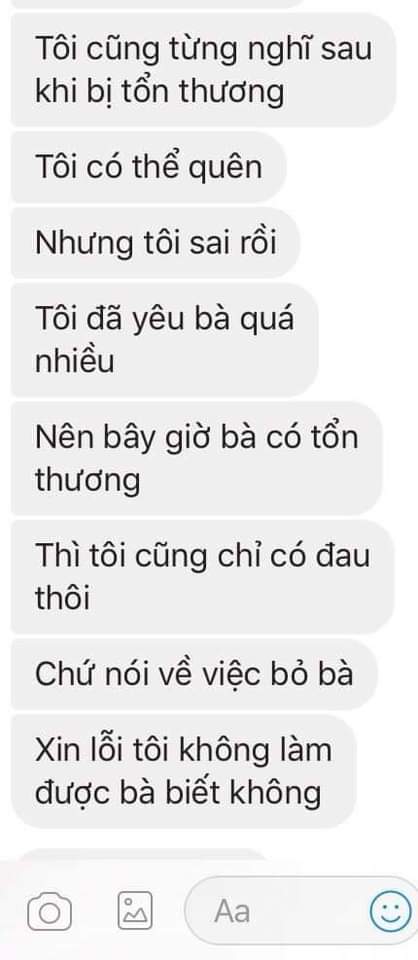 Tôi cũng từng nghĩ sau
khi bị tổn thương
Tôi có thể quên
Nhưng tôi sai rồi
Tôi đã yêu bà quá
nhiều
Nên bây giờ bà có tổn
thương
Thì tôi cũng chỉ có đau
thôi
Chứ nói về việc bỏ bà
Xin lỗi tôi không làm
được bà biết không
Aa